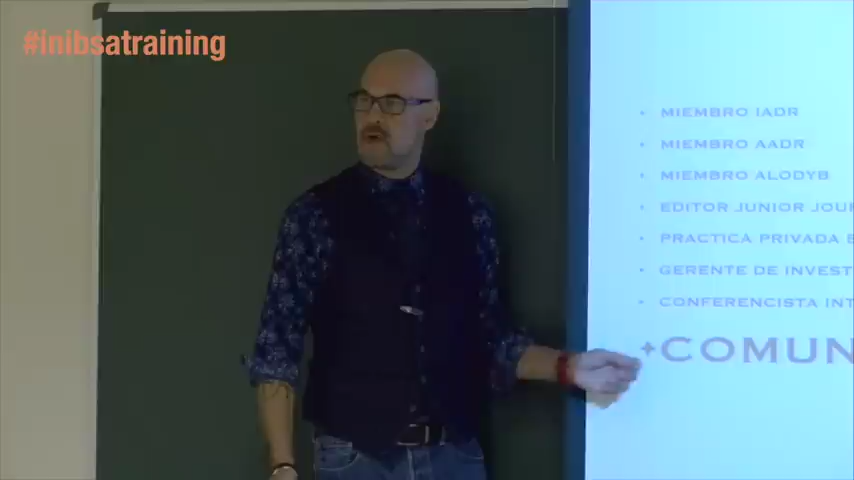 #inibsatraining
MIEMBRO IADR
MIEMBRO AADR
MIEMBRO ALODYB
EDITOR JUNIOR
PRACTICA PRIVADA
GERENTE DE
CONFERENCISTA